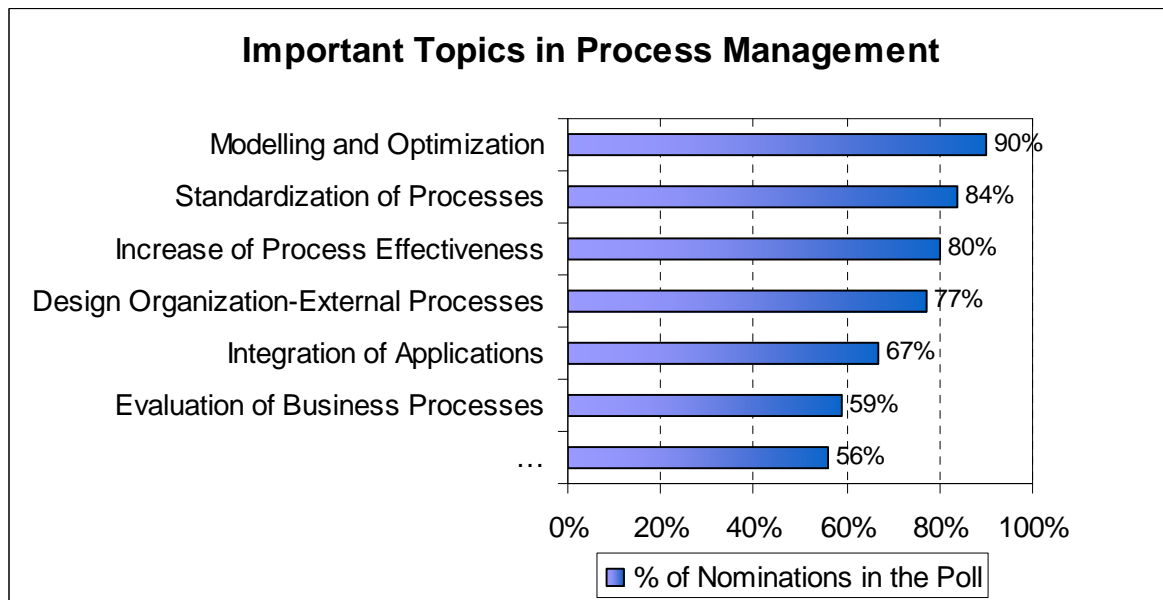 Important Topics in Process Management
Modelling and Optimization 90%
Standardization of Processes 84%
Increase of Process Effectiveness 80%
Design Organization-External Processes 77%
Integration of Applications 67%
Evaluation of Business Processes 59%
… 56%
0% 20% 40% 60% 80% 100%
% of Nominations in the Poll